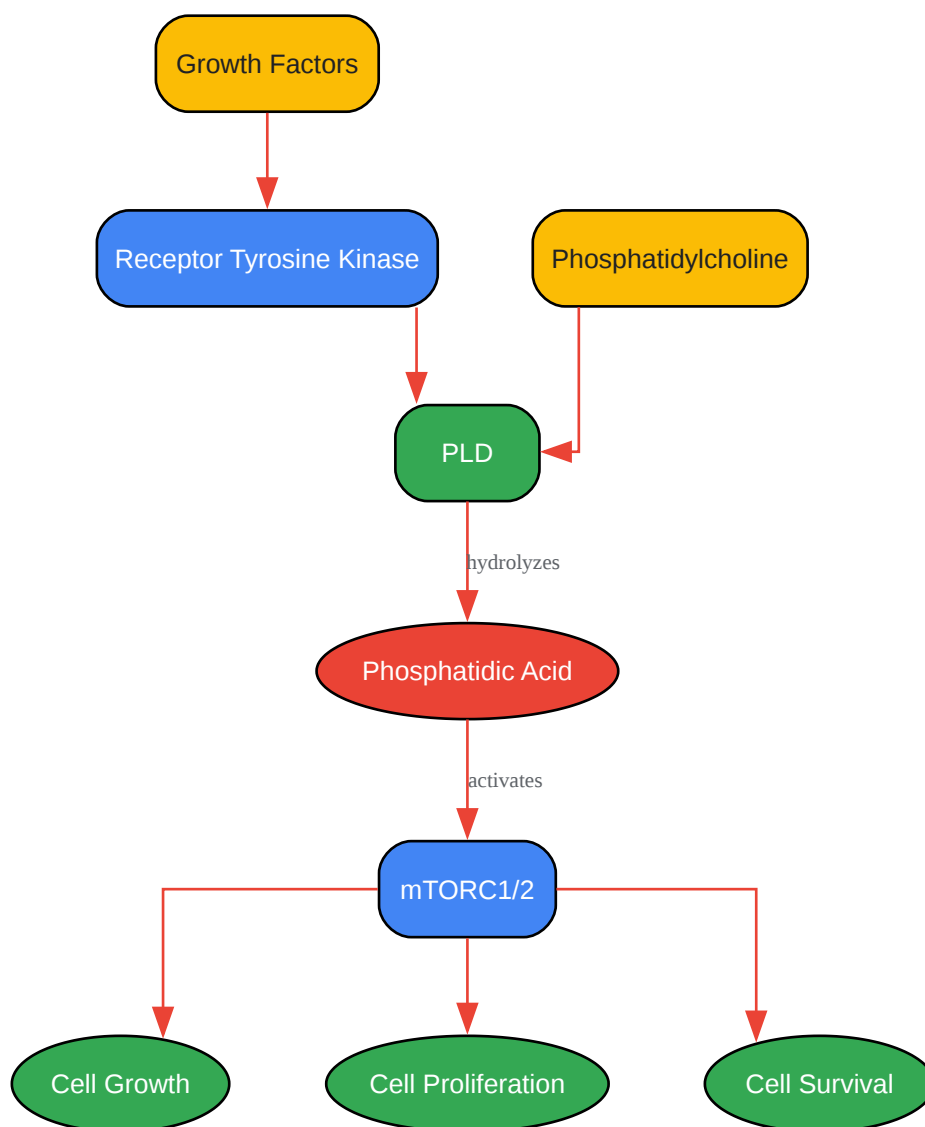 Growth Factors
Receptor Tyrosine Kinase
Phosphatidylcholine
PLD
hydrolyzes
Phosphatidic Acid
activates
mTORC1/2
Cell Growth
Cell Proliferation
Cell Survival